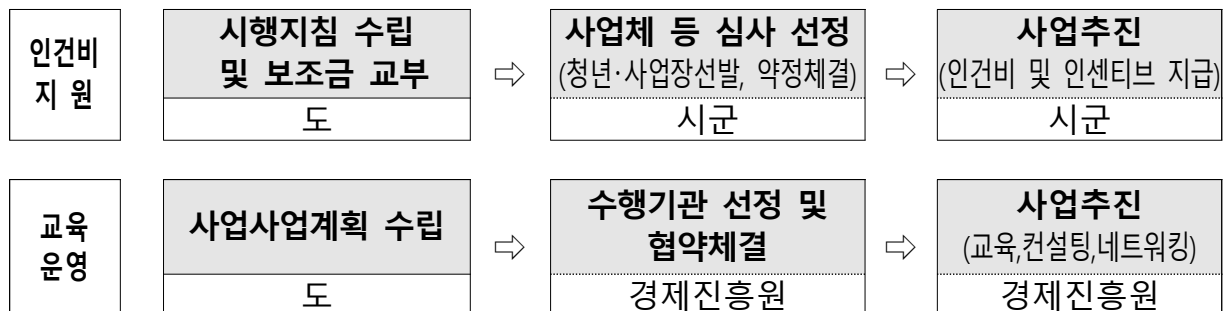 인건비
지 원
시행지침 수립
및 보조금 교부
도
⇨
사업체 등 심사 선정
(청년·사업장선발, 약정체결)
시군
⇨
사업추진
(인건비 및 인센티브 지급)
시군
교육
운영
사업사업계획 수립
도
⇨
수행기관 선정 및
협약체결
경제진흥원
⇨
사업추진
(교육,컨설팅,네트워킹)
경제진흥원